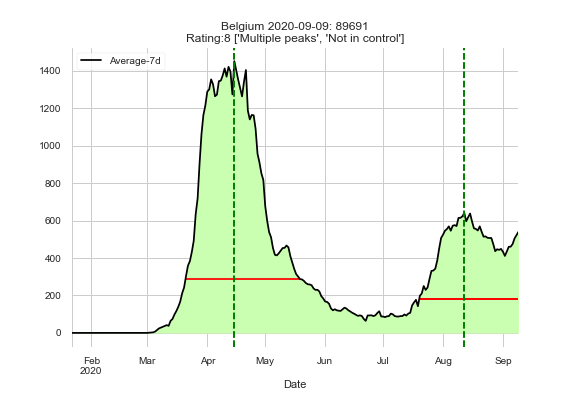 Belgium 2020-09-09: 89691
Rating:8 ['Multiple peaks', 'Not in control']
Average-7d
1400
1200
1000
800
600
400
200
0
Feb
2020
Mar
Apr
May
Jun
Jul
Aug
Sep
Date